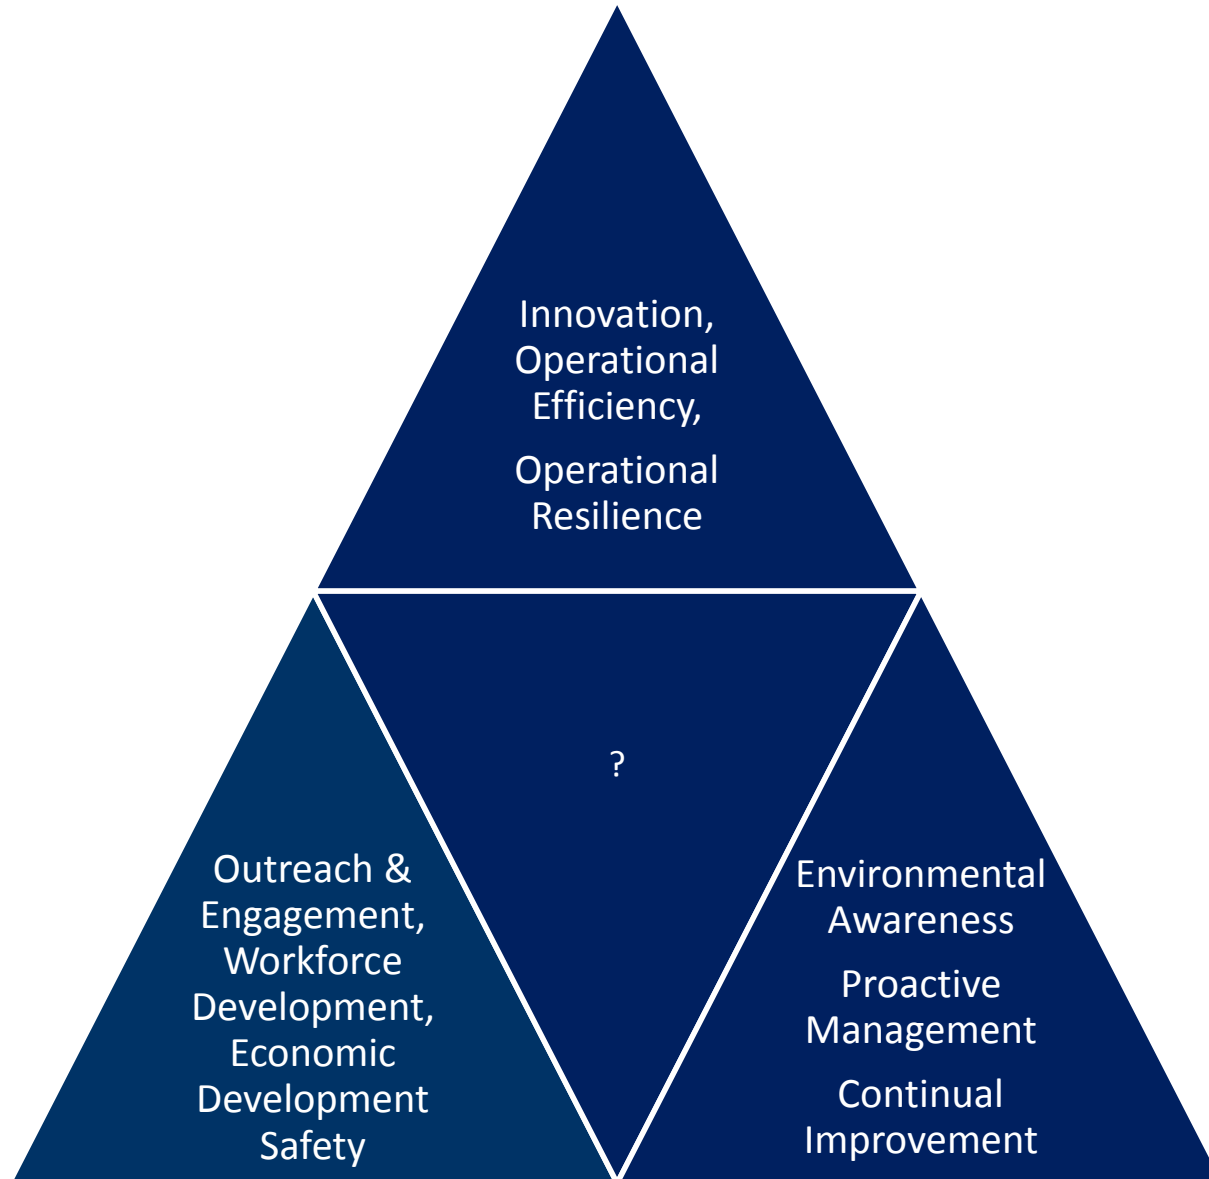 Innovation,
Operational
Efficiency,
Operational
Resilience
?
Outreach &
Engagement,
Workforce
Development,
Economic
Development
Safety
Environmental
Awareness
Proactive
Management
Continual
Improvement